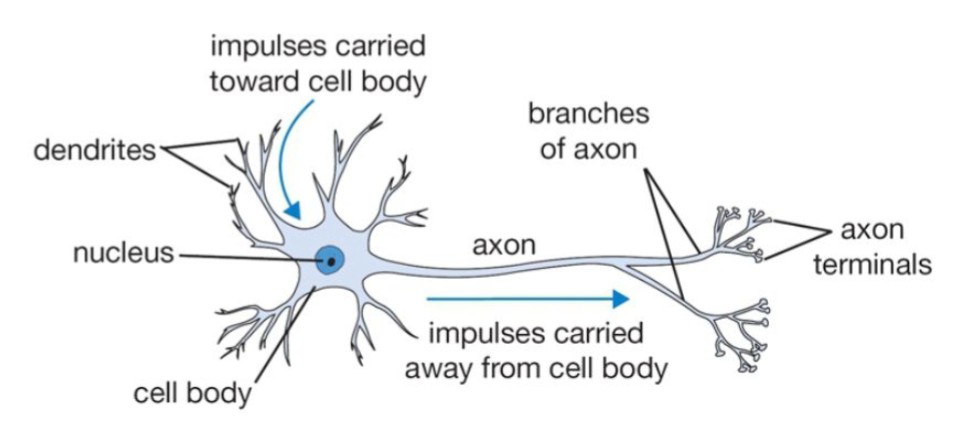 impulses carried
toward cell body
branches
of axon
dendrites
axon
terminals
nucleus
axon
impulses carried
away from cell body
cell body